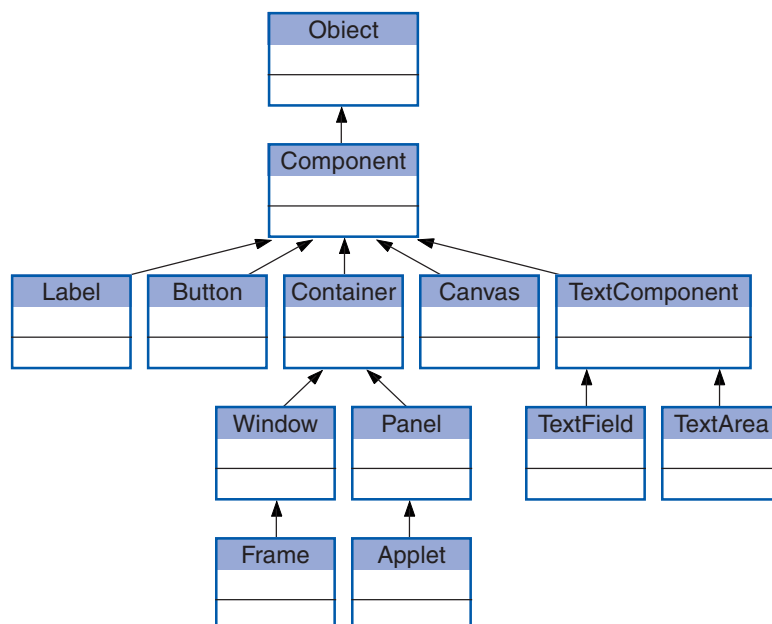 Obiect
Component
Label Button Container Canvas TextComponent
Window Panel TextField TextArea
Frame Applet